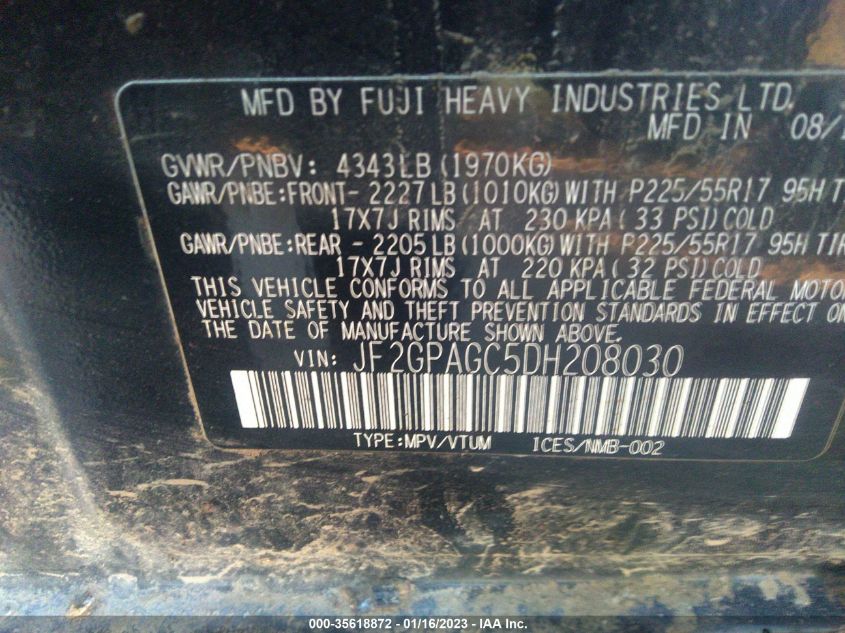 MFD BY FUJI HEAVY INDUSTRIES LTD.
MFD IN 08/1
GVWR/PNBV: 4343LB(1970KG)
GAWR/PNBE:FRONT- 2227LB(1010KG)WITH P225/55R17 95H T
17X7J RIMS AT 230 KPA(33 PSI)COLD
GAWR/PNBE:REAR - 2205LB(1000KG)WITH P225/55R17 95H TIR
17X7J RIMS AT 220 KPA(32 PSI)COLD
THIS VEHICLE CONFORMS TO ALL APPLICABLE FEDERAL MOTO
VEHICLE SAFETY AND THEFT PREVENTION STANDARDS IN EFFECT ON
THE DATE OF MANUFACTURE SHOWN ABOVE.
VIN: JF2GPAGC5DH208030
TYPE:MPV/VTUM ICES/NMB-002
000-35618872 - 01/16/2023 - IAA Inc.